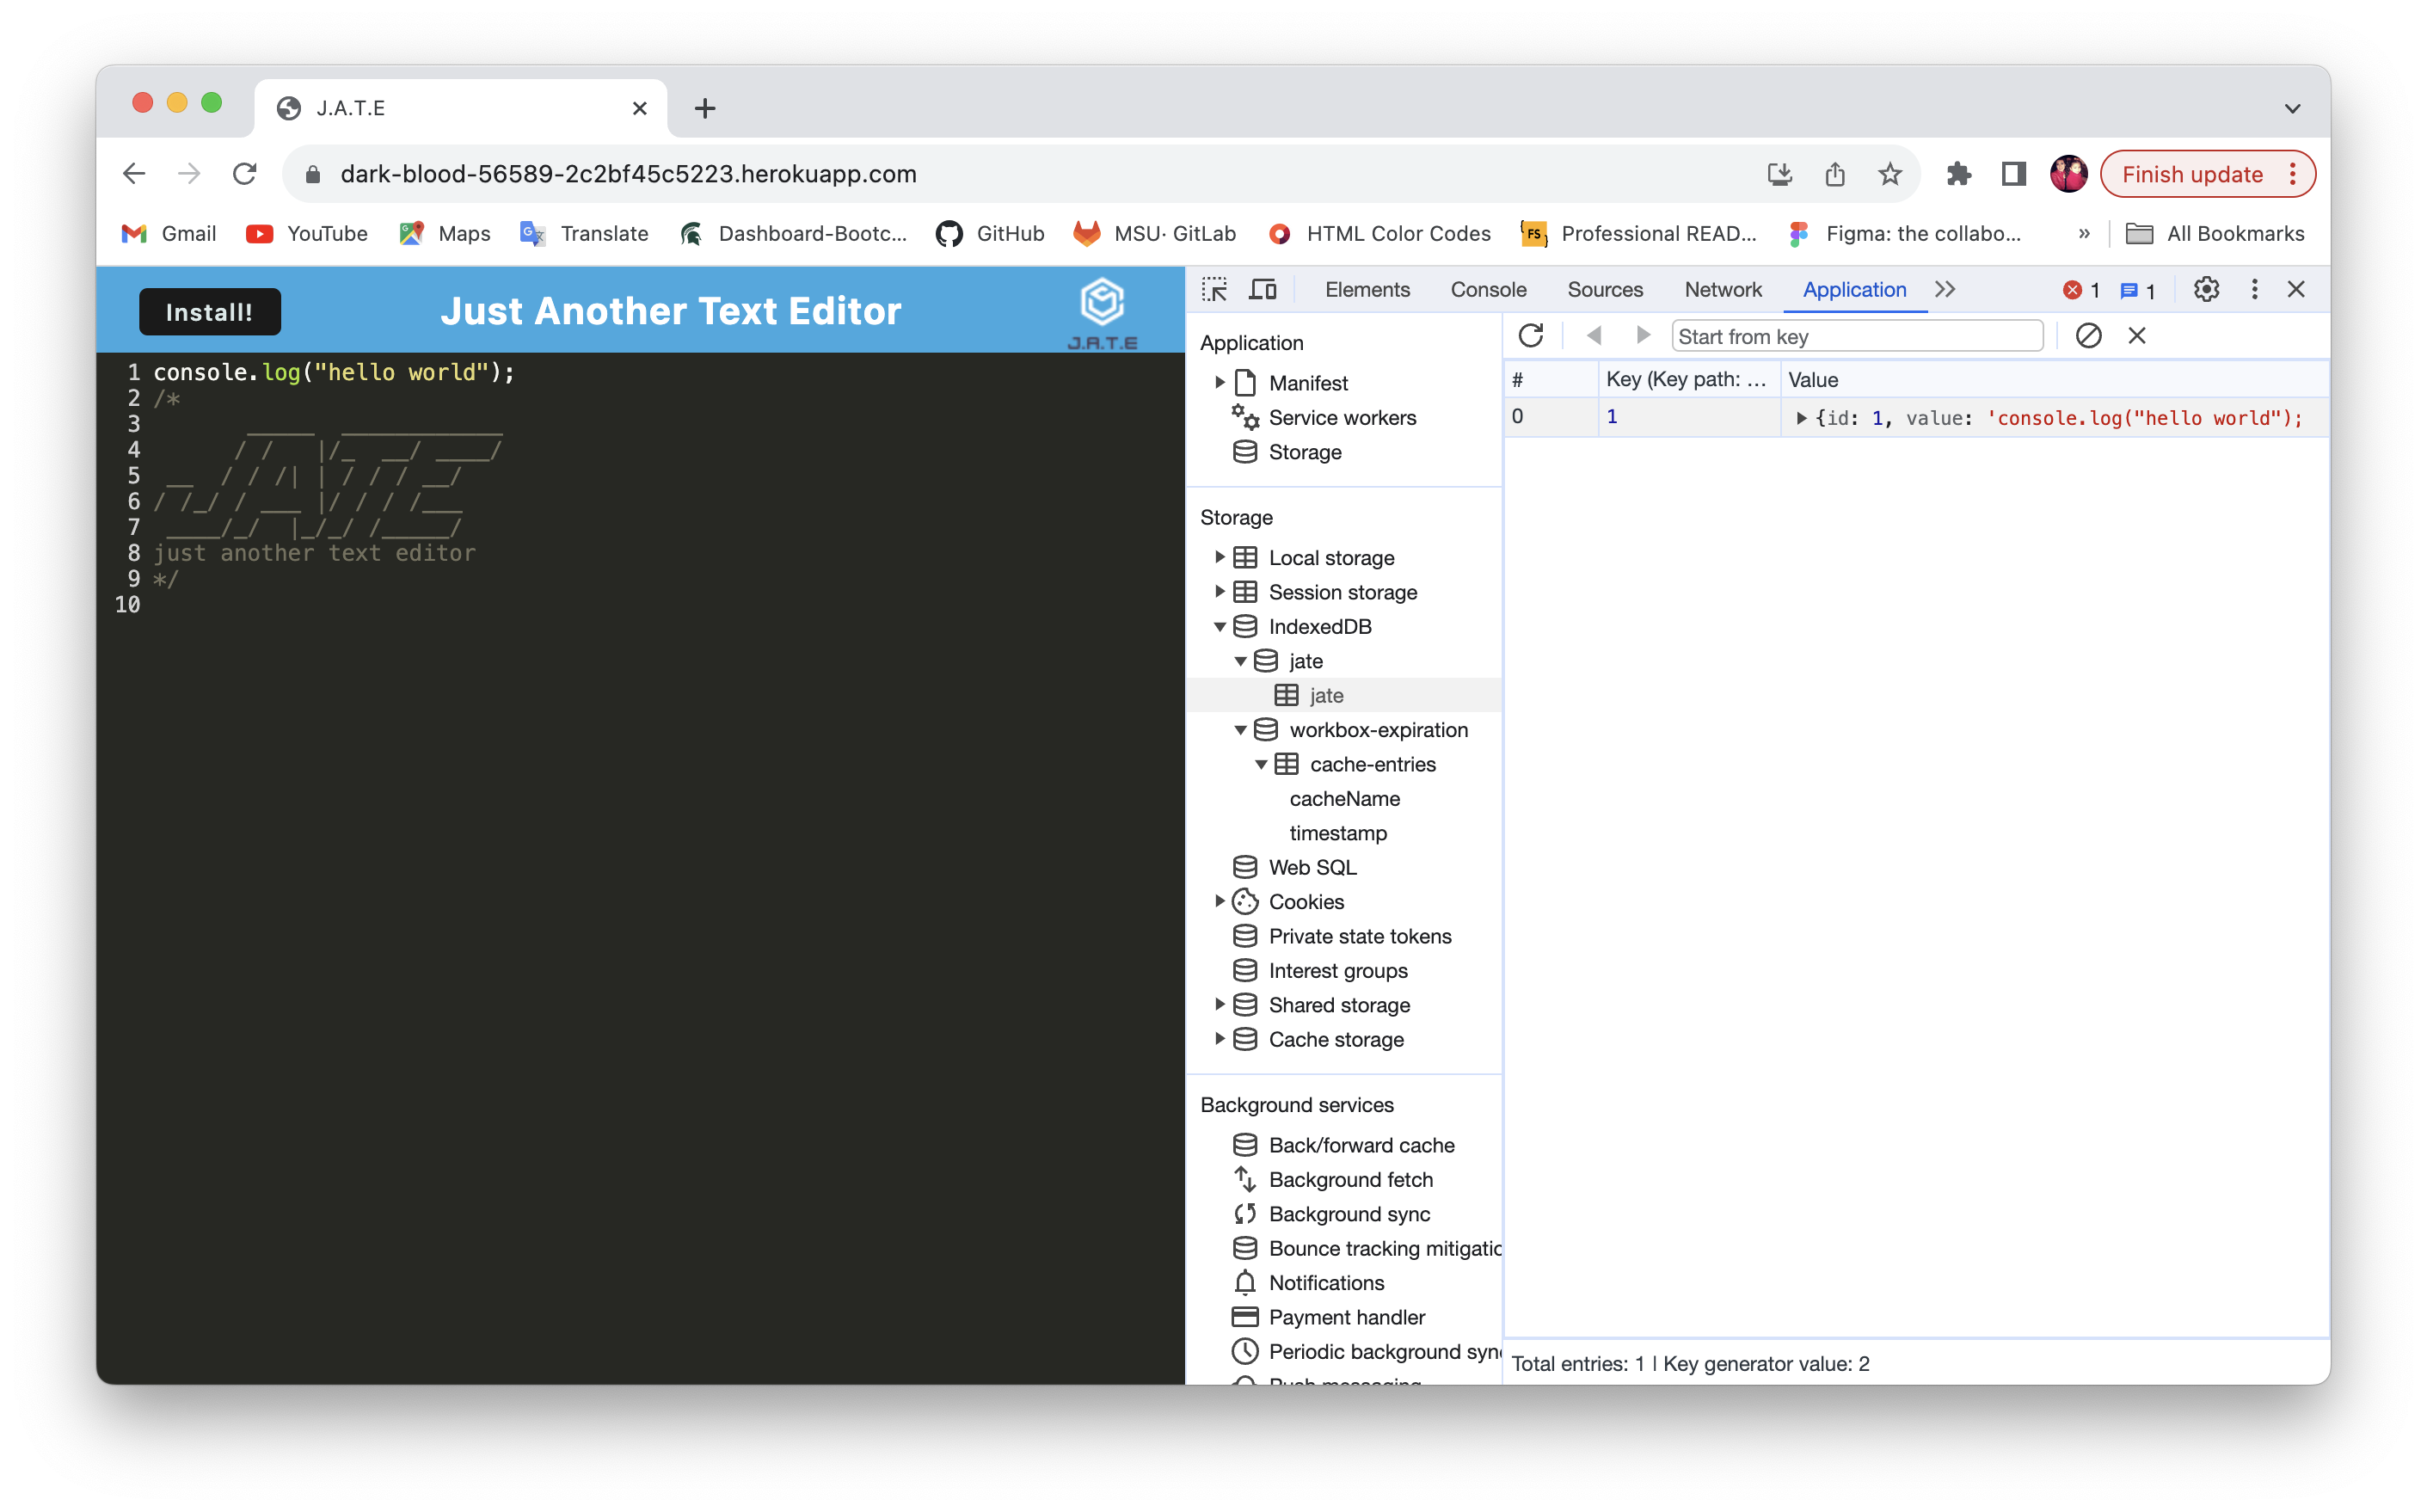 J.A.T.E
dark-blood-56589-2c2bf45c5223.herokuapp.com
Finish update
Gmail
YouTube
Maps
Translate
Dashboard-Bootc...
GitHub
MSU· GitLab
HTML Color Codes
FS
Professional READ...
Figma: the collabo...
»
All Bookmarks
Install!
Just Another Text Editor
J.A.T.E
1 console.log("hello world");
2 /*
3       _____  ____________
4      / /   |/_  __/ ____/
5 __  / / /| | / / / __/
6 / /_/ / ___ |/ / / /___
7 ____/_/  |_/_/ /_____/
8 just another text editor
9 */
10
Elements
Console
Sources
Network
Application
1
1
Application
Manifest
Service workers
Storage
Storage
Local storage
Session storage
IndexedDB
jate
jate
workbox-expiration
cache-entries
cacheName
timestamp
Web SQL
Cookies
Private state tokens
Interest groups
Shared storage
Cache storage
Background services
Back/forward cache
Background fetch
Background sync
Bounce tracking mitigatio
Notifications
Payment handler
Periodic background syn
Push messaging
Start from key
# Key (Key path: ... Value
0 1 {id: 1, value: 'console.log("hello world");
Total entries: 1 | Key generator value: 2